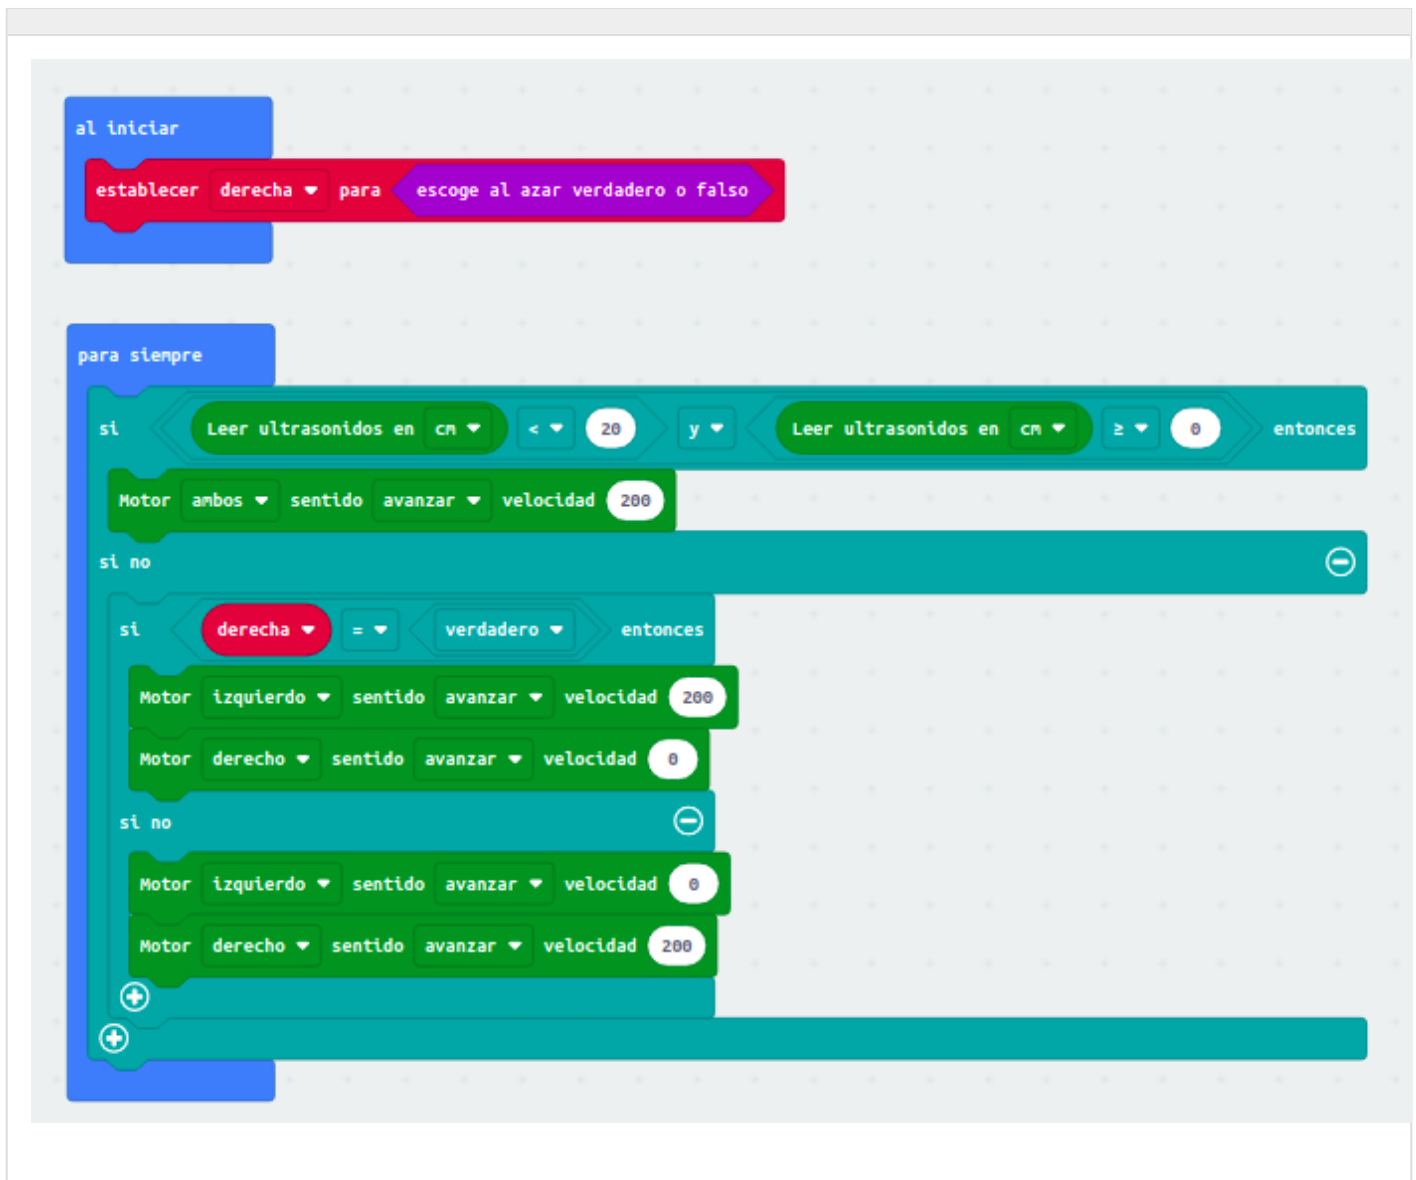 al iniciar
establecer derecha para escoge al azar verdadero o falso
para siempre
si Leer ultrasonidos en cm < 20 y Leer ultrasonidos en cm ≥ 0 entonces
Motor ambos sentido avanzar velocidad 200
si no
si derecha = verdadero entonces
Motor izquierdo sentido avanzar velocidad 200
Motor derecho sentido avanzar velocidad 0
si no
Motor izquierdo sentido avanzar velocidad 0
Motor derecho sentido avanzar velocidad 200